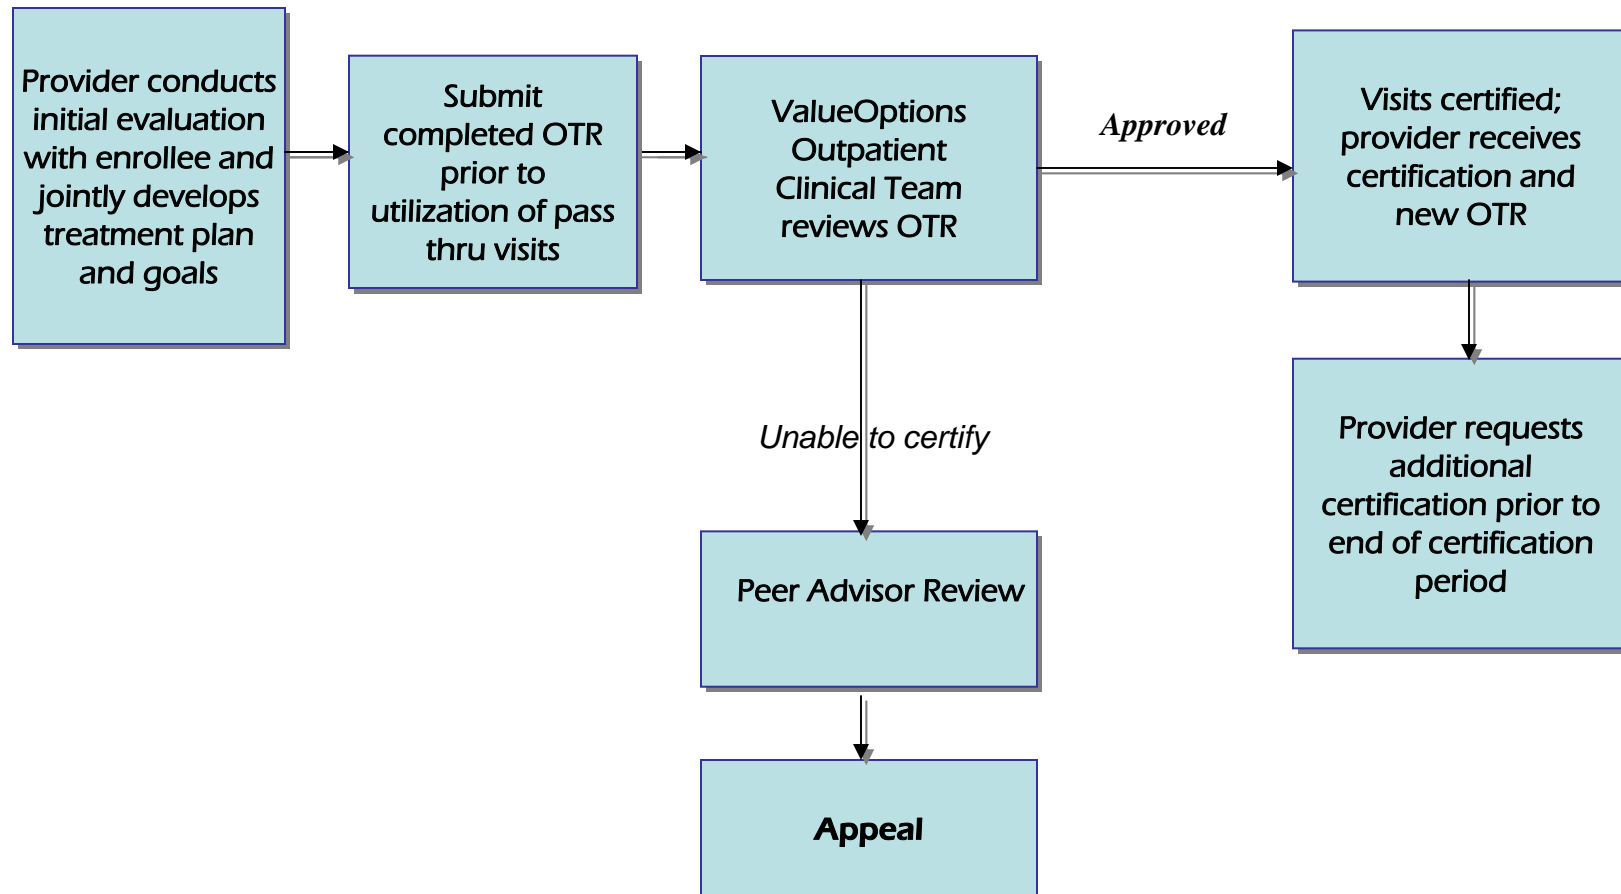 Provider conducts
initial evaluation
with enrollee and
jointly develops
treatment plan
and goals
Submit
completed OTR
prior to
utilization of pass
thru visits
ValueOptions
Outpatient
Clinical Team
reviews OTR
Approved
Visits certified;
provider receives
certification and
new OTR
Unable to certify
Provider requests
additional
certification prior to
end of certification
period
Peer Advisor Review
Appeal